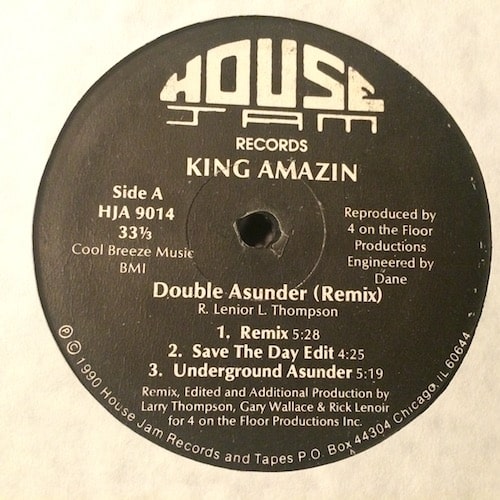 HOUSE
JAM
RECORDS
KING AMAZIN
Side A
HJA 9014
33⅓
Cool Breeze Music
BMI
Reproduced by
4 on the Floor
Productions
Engineered by
Dane
Double Asunder (Remix)
R. Lenior L. Thompson
1. Remix 5:28
2. Save The Day Edit 4:25
3. Underground Asunder 5:19
Remix, Edited and Additional Production by
Larry Thompson, Gary Wallace & Rick Lenoir
for 4 on the Floor Productions Inc.
℗ © 1990 House Jam Records and Tapes P.O. Box 44304 Chicago, IL 60644